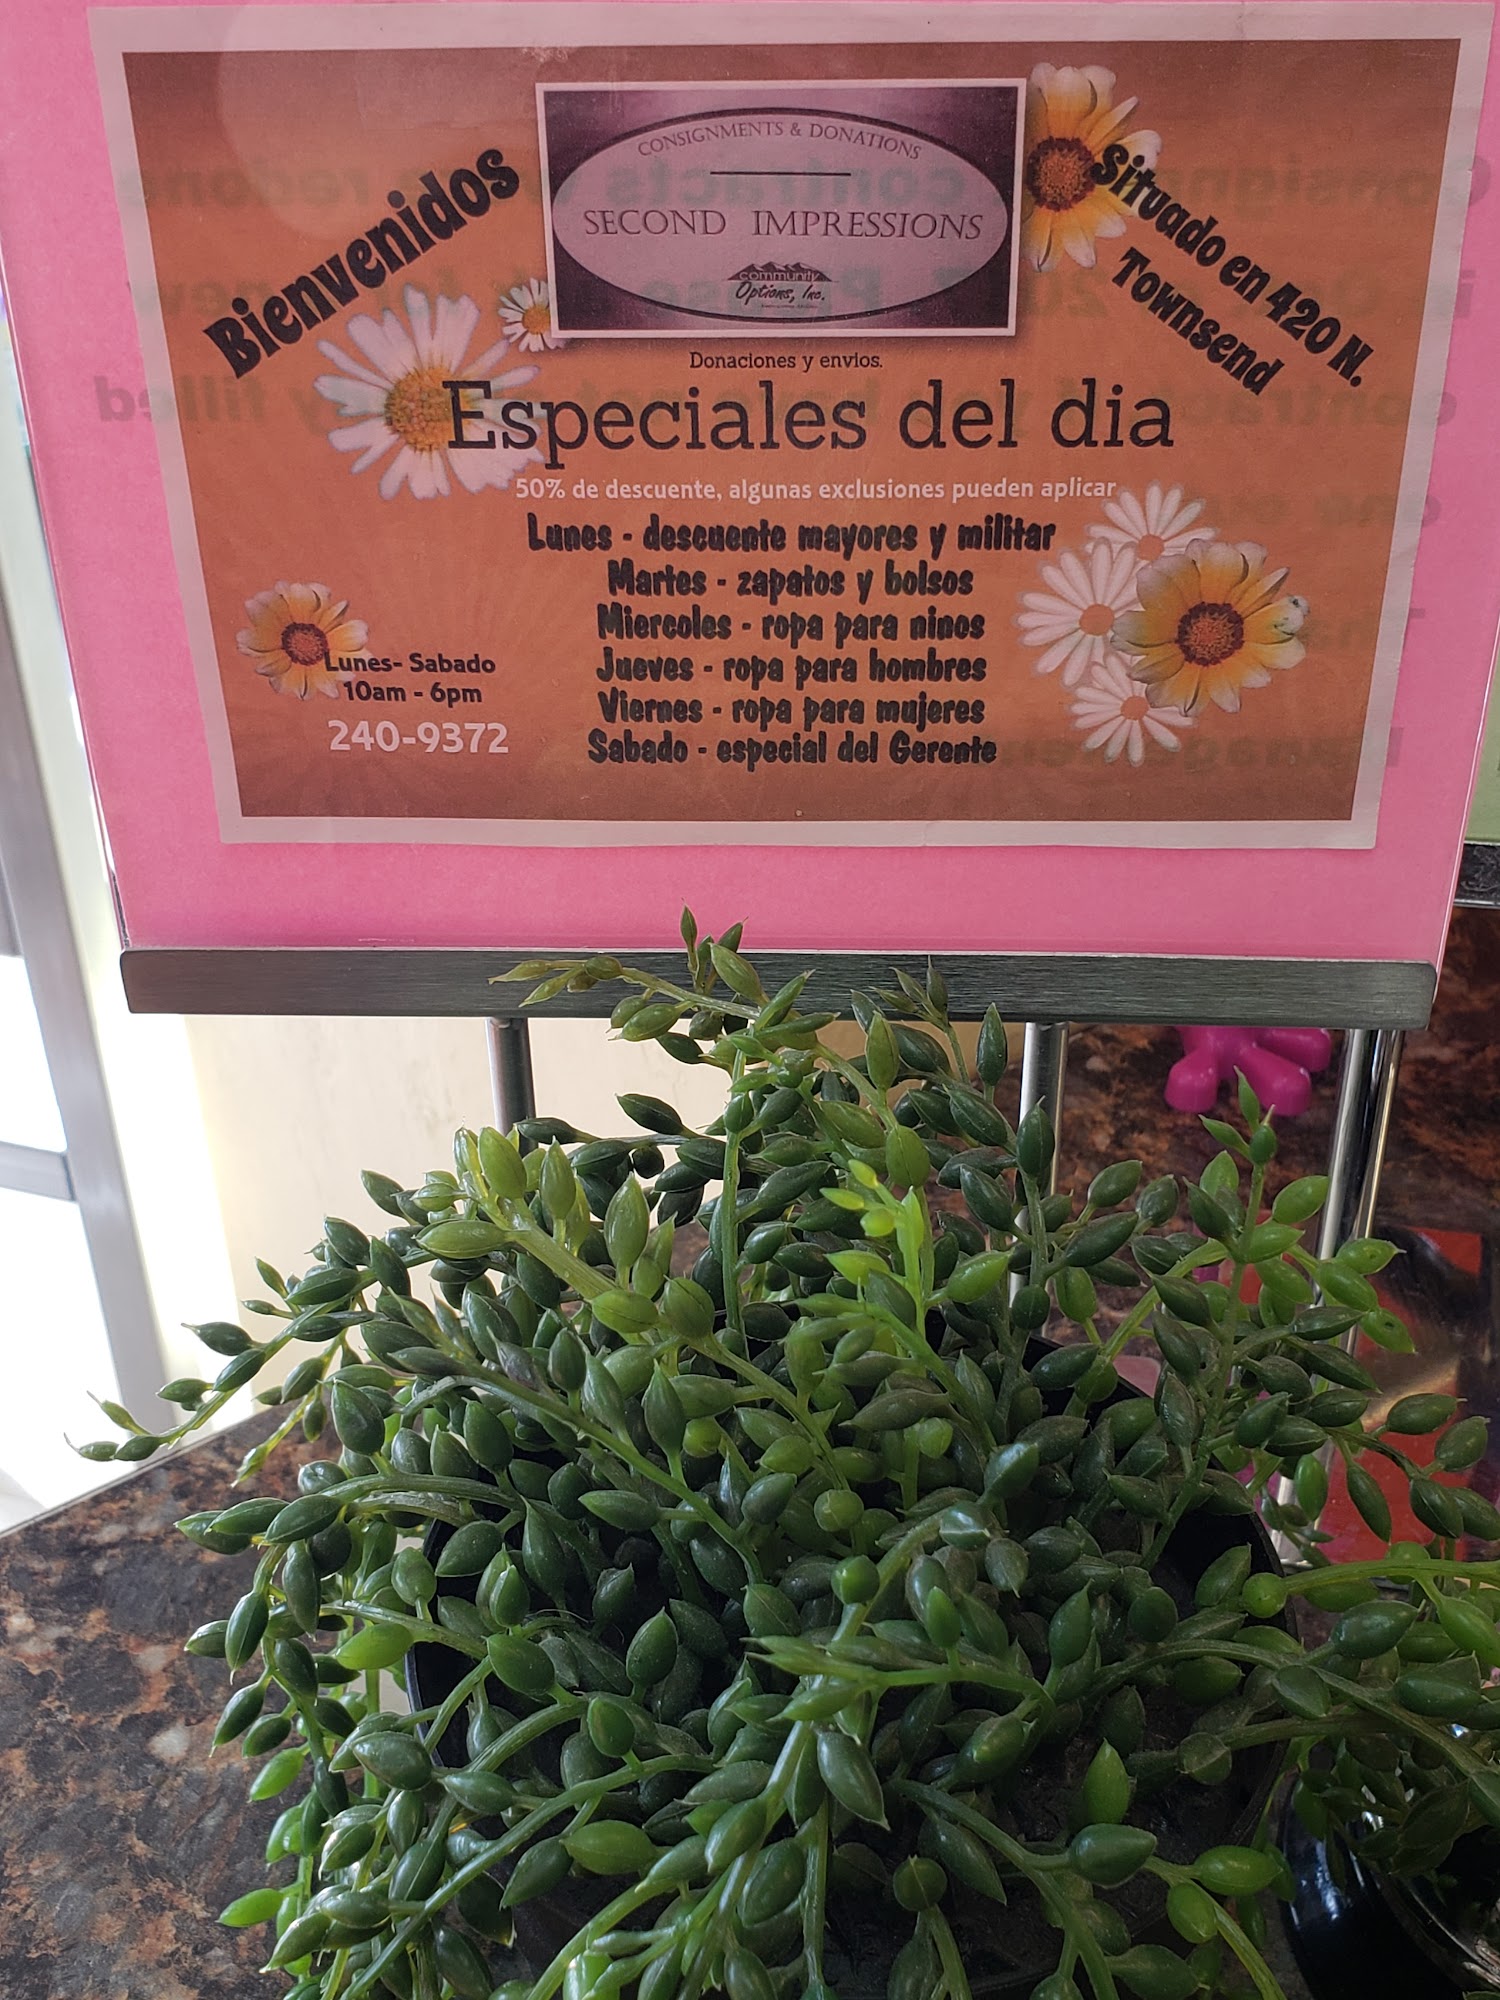 Bienvenidos
CONSIGNMENTS & DONATIONS
SECOND IMPRESSIONS
community
Options, Inc.
Situado en 420 N.
Townsend
Donaciones y envios.
Especiales del dia
50% de descuente, algunas exclusiones pueden aplicar
Lunes - descuente mayores y militar
Martes - zapatos y bolsos
Miercoles - ropa para ninos
Jueves - ropa para hombres
Viernes - ropa para mujeres
Sabado - especial del Gerente
Lunes- Sabado
10am - 6pm
240-9372